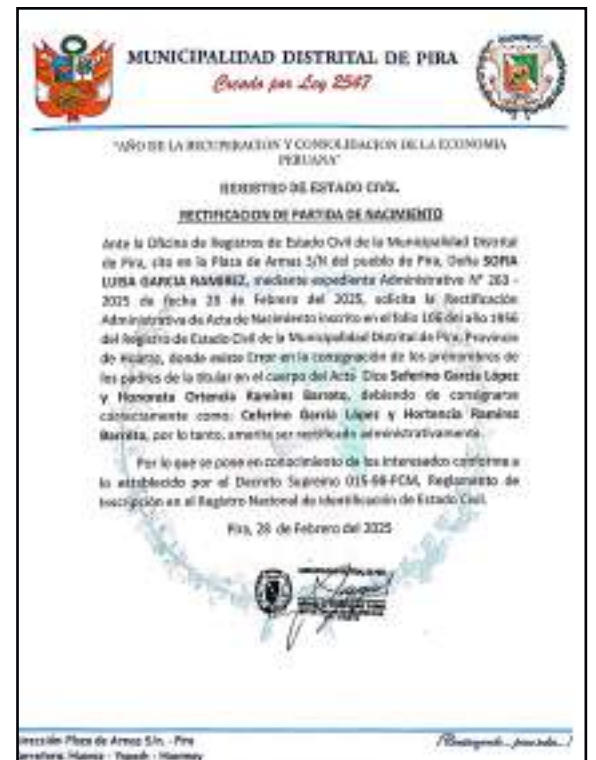 MUNICIPALIDAD DISTRITAL DE PIRA
Creado por Ley 2547
"AÑO DE LA RECUPERACION Y CONSOLIDACION DE LA ECONOMIA
PERUANA"
REGISTRO DE ESTADO CIVIL
RECTIFICACION DE PARTIDA DE NACIMIENTO
Ante la Oficina de Registros de Estado Civil de la Municipalidad Distrital
de Pira, cito en la Plaza de Armas S/N del pueblo de Pira, Doña SOFIA
LUISA GARCIA RAMIREZ, mediante expediente Administrativo N° 263 -
2025 de fecha 28 de Febrero del 2025, solicita la Rectificación
Administrativa de Acta de Nacimiento inscrito en el folio 106 del año 1956
del Registro de Estado Civil de la Municipalidad Distrital de Pira, Provincia
de Huaraz, donde existe Error en la consignación de los prenombres de
los padres de la titular en el cuerpo del Acta Dice Seferino García López
y Honorata Ortencia Ramírez Barreto, debiendo de consignarse
correctamente como: Ceferino García López y Hortencia Ramírez
Barreto, por lo tanto, amerita ser rectificado administrativamente.
Por lo que se pone en conocimiento de los interesados conforme a
lo establecido por el Decreto Supremo 015-98-PCM, Reglamento de
Inscripción en el Registro Nacional de Identificación de Estado Civil.
Pira, 28 de Febrero del 2025
Dirección Plaza de Armas S/n. - Pira
Carretera Huaraz - - Huarmey